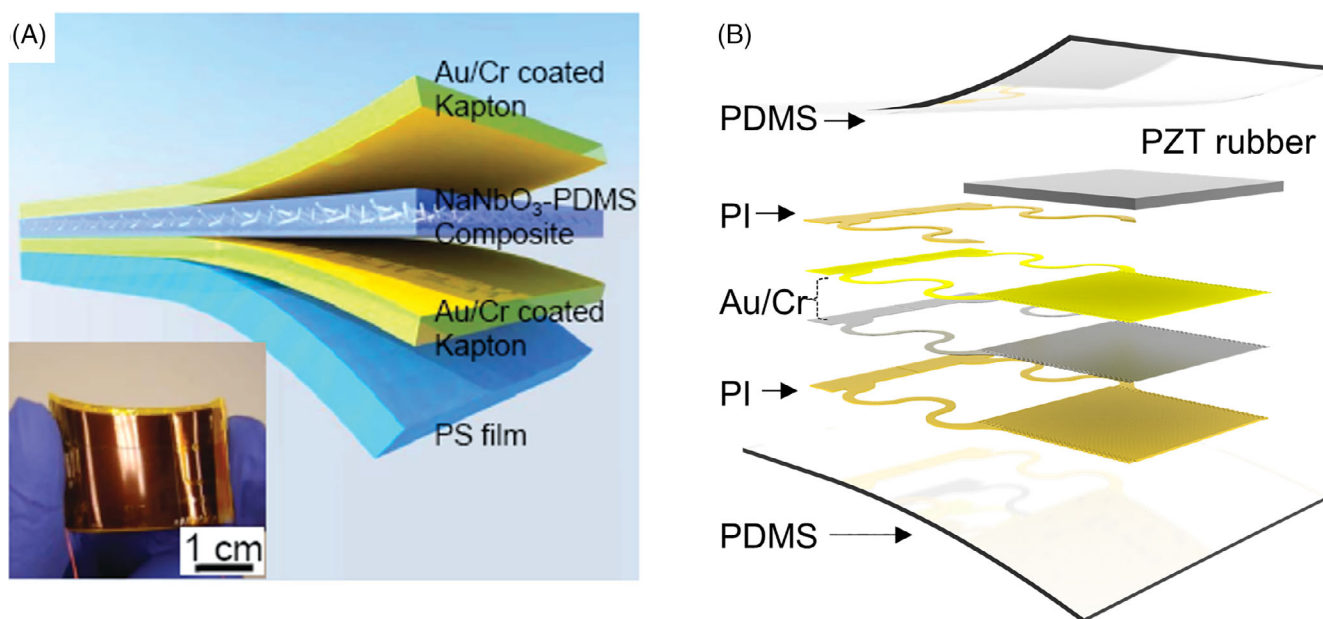 (A)
Au/Cr coated
Kapton
NaNbO₃-PDMS
Composite
Au/Cr coated
Kapton
PS film
1 cm
(B)
PDMS
PZT rubber
PI
Au/Cr
PI
PDMS